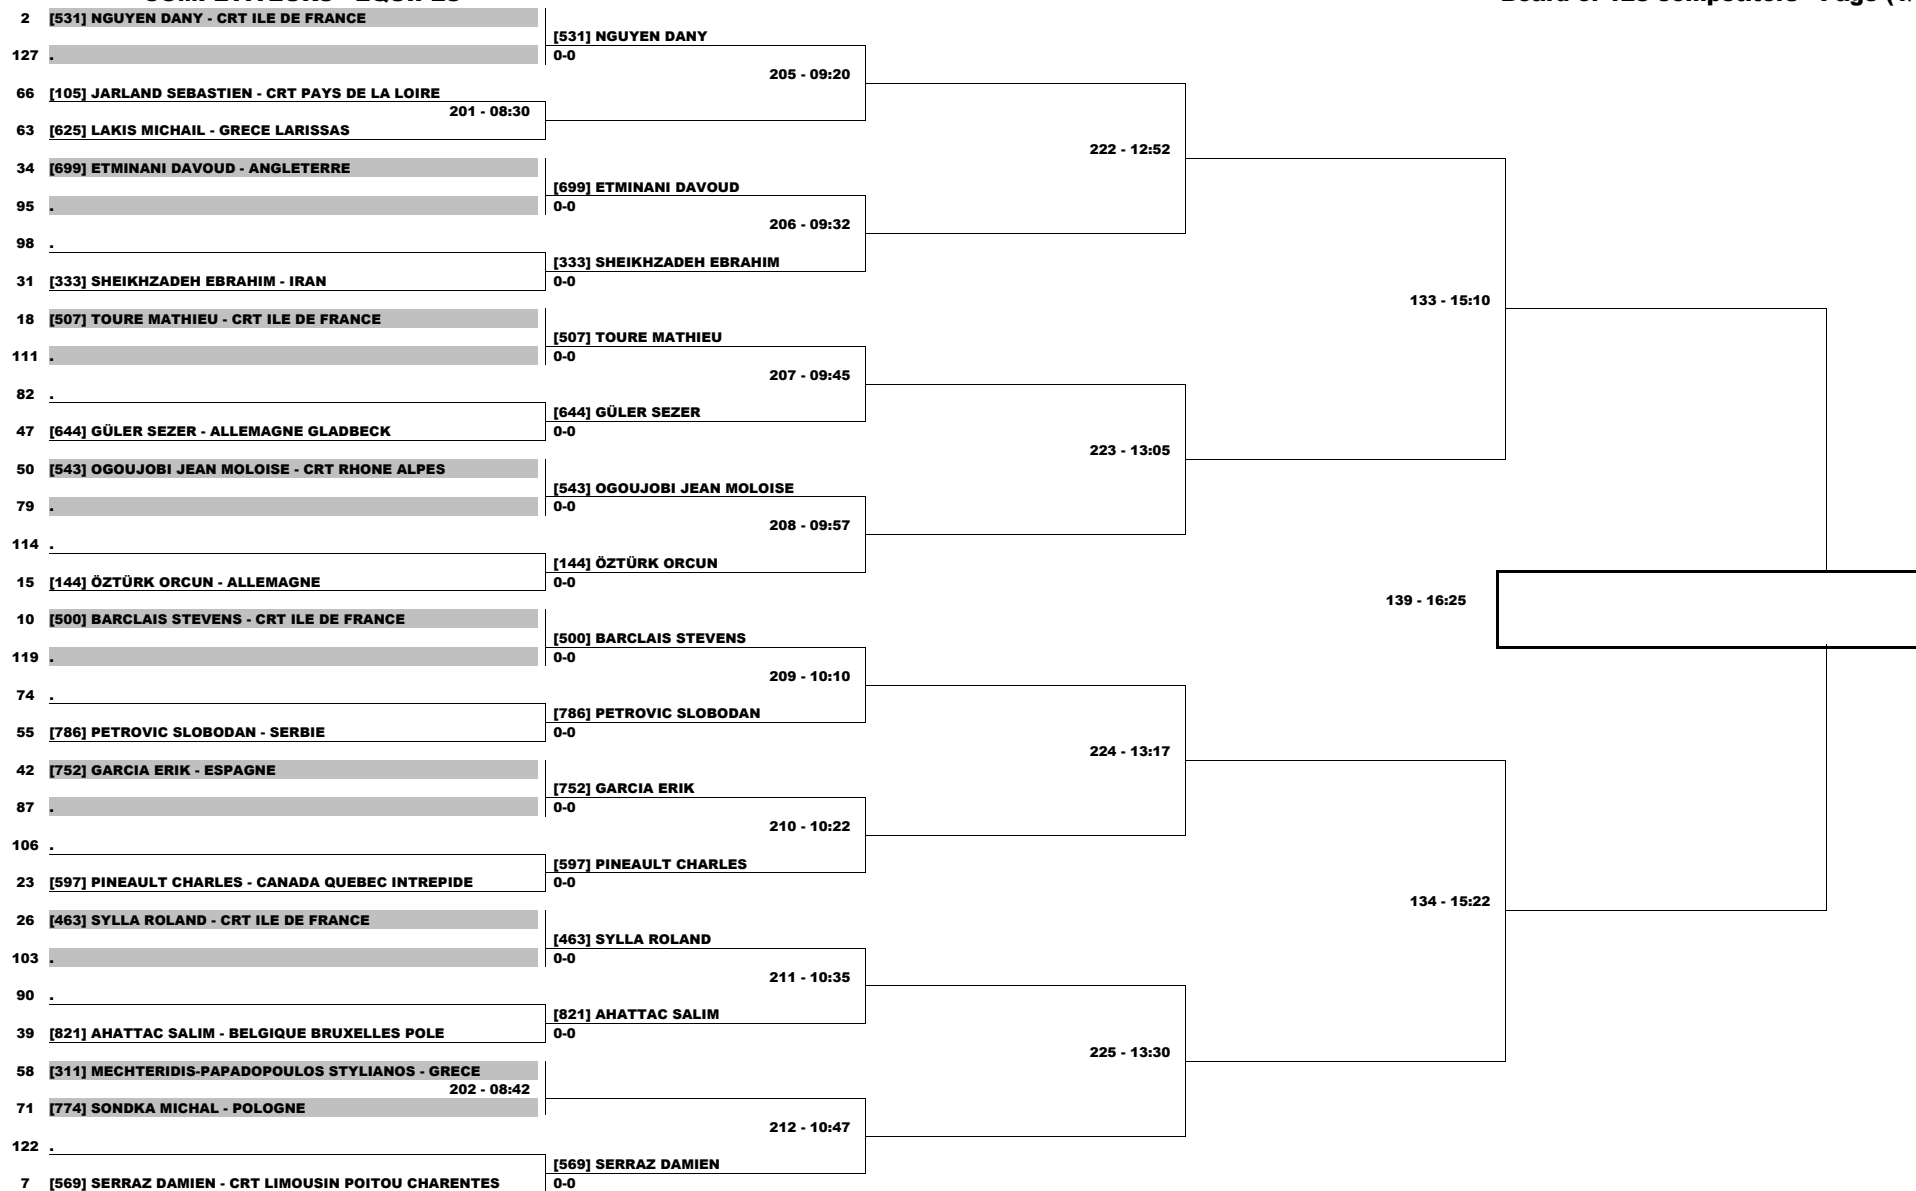 2 [531] NGUYEN DANY - CRT ILE DE FRANCE
[531] NGUYEN DANY
127 .
0-0
205 - 09:20
66 [105] JARLAND SEBASTIEN - CRT PAYS DE LA LOIRE
201 - 08:30
63 [625] LAKIS MICHAIL - GRECE LARISSAS
222 - 12:52
34 [699] ETMINANI DAVOUD - ANGLETERRE
[699] ETMINANI DAVOUD
95 .
0-0
206 - 09:32
98 .
[333] SHEIKHZADEH EBRAHIM
31 [333] SHEIKHZADEH EBRAHIM - IRAN
0-0
133 - 15:10
18 [507] TOURE MATHIEU - CRT ILE DE FRANCE
[507] TOURE MATHIEU
111 .
0-0
207 - 09:45
82 .
[644] GÜLER SEZER
47 [644] GÜLER SEZER - ALLEMAGNE GLADBECK
0-0
223 - 13:05
50 [543] OGOUJOBI JEAN MOLOISE - CRT RHONE ALPES
[543] OGOUJOBI JEAN MOLOISE
79 .
0-0
208 - 09:57
114 .
[144] ÖZTÜRK ORCUN
15 [144] ÖZTÜRK ORCUN - ALLEMAGNE
0-0
139 - 16:25
10 [500] BARCLAIS STEVENS - CRT ILE DE FRANCE
[500] BARCLAIS STEVENS
119 .
0-0
209 - 10:10
74 .
[786] PETROVIC SLOBODAN
55 [786] PETROVIC SLOBODAN - SERBIE
0-0
224 - 13:17
42 [752] GARCIA ERIK - ESPAGNE
[752] GARCIA ERIK
87 .
0-0
210 - 10:22
106 .
[597] PINEAULT CHARLES
23 [597] PINEAULT CHARLES - CANADA QUEBEC INTREPIDE
0-0
134 - 15:22
26 [463] SYLLA ROLAND - CRT ILE DE FRANCE
[463] SYLLA ROLAND
103 .
0-0
211 - 10:35
90 .
[821] AHATTAC SALIM
39 [821] AHATTAC SALIM - BELGIQUE BRUXELLES POLE
0-0
225 - 13:30
58 [311] MECHTERIDIS-PAPADOPOULOS STYLIANOS - GRECE
202 - 08:42
71 [774] SONDKA MICHAL - POLOGNE
212 - 10:47
122 .
[569] SERRAZ DAMIEN
7 [569] SERRAZ DAMIEN - CRT LIMOUSIN POITOU CHARENTES
0-0